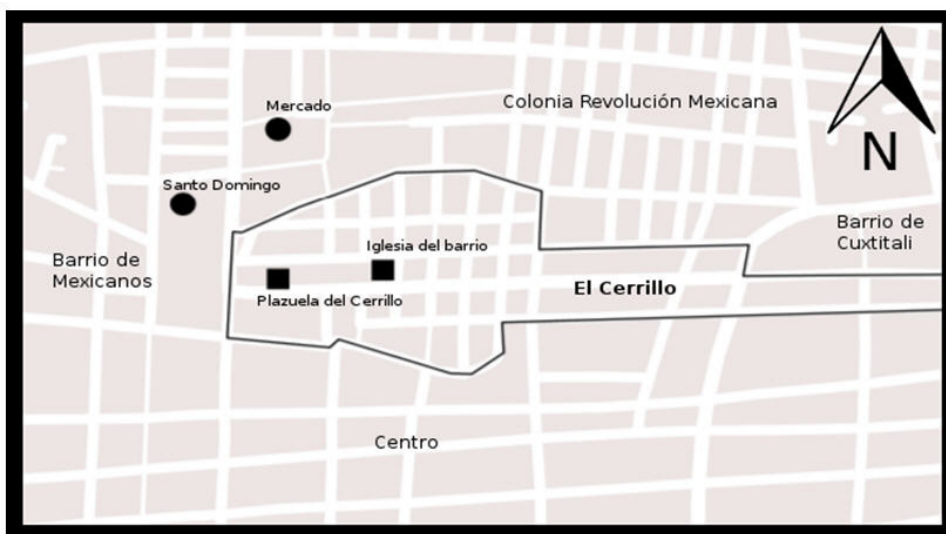 Mercado
Colonia Revolución Mexicana
N
Santo Domingo
Barrio de
Cuxtitali
Iglesia del barrio
Barrio de
Mexicanos
El Cerrillo
Plazuela del Cerrillo
Centro